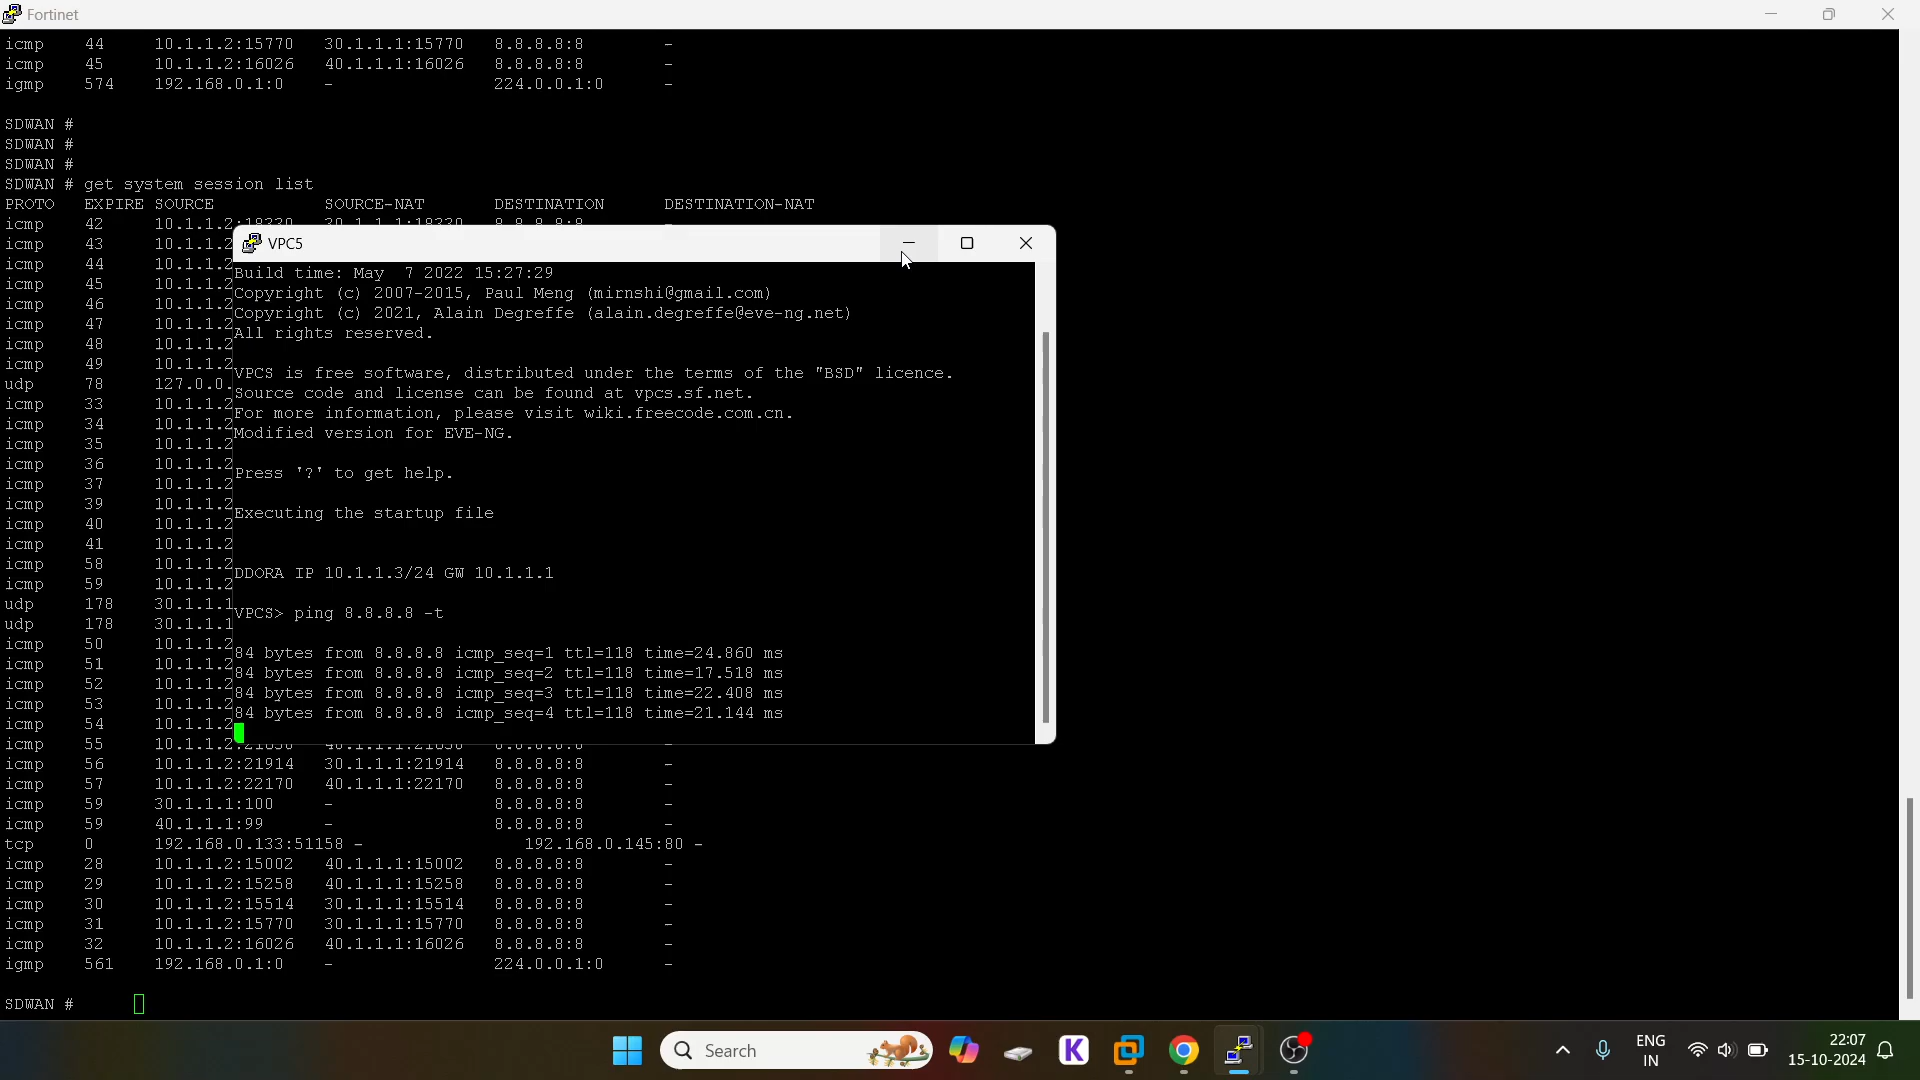 Fortinet
icmp 44 10.1.1.2:15770 30.1.1.1:15770 8.8.8.8:8 -
icmp 45 10.1.1.2:16026 40.1.1.1:16026 8.8.8.8:8 -
igmp 574 192.168.0.1:0 - 224.0.0.1:0 -
SDWAN #
SDWAN #
SDWAN #
SDWAN # get system session list
PROTO EXPIRE SOURCE SOURCE-NAT DESTINATION DESTINATION-NAT
icmp 42 10.1.1.2:18330 30.1.1.1:18330 8.8.8.8:8 -
icmp 43 10.1.1.2
icmp 44 10.1.1.2
icmp 45 10.1.1.2
icmp 46 10.1.1.2
icmp 47 10.1.1.2
icmp 48 10.1.1.2
icmp 49 10.1.1.2
udp 78 127.0.0.
icmp 33 10.1.1.2
icmp 34 10.1.1.2
icmp 35 10.1.1.2
icmp 36 10.1.1.2
icmp 37 10.1.1.2
icmp 39 10.1.1.2
icmp 40 10.1.1.2
icmp 41 10.1.1.2
icmp 58 10.1.1.2
icmp 59 10.1.1.2
udp 178 30.1.1.1
udp 178 30.1.1.1
icmp 50 10.1.1.2
icmp 51 10.1.1.2
icmp 52 10.1.1.2
icmp 53 10.1.1.2
icmp 54 10.1.1.2
icmp 55 10.1.1.2
icmp 56 10.1.1.2:21914 30.1.1.1:21914 8.8.8.8:8 -
icmp 57 10.1.1.2:22170 40.1.1.1:22170 8.8.8.8:8 -
icmp 59 30.1.1.1:100 - 8.8.8.8:8 -
icmp 59 40.1.1.1:99 - 8.8.8.8:8 -
tcp 0 192.168.0.133:51158 - 192.168.0.145:80 -
icmp 28 10.1.1.2:15002 40.1.1.1:15002 8.8.8.8:8 -
icmp 29 10.1.1.2:15258 40.1.1.1:15258 8.8.8.8:8 -
icmp 30 10.1.1.2:15514 30.1.1.1:15514 8.8.8.8:8 -
icmp 31 10.1.1.2:15770 30.1.1.1:15770 8.8.8.8:8 -
icmp 32 10.1.1.2:16026 40.1.1.1:16026 8.8.8.8:8 -
igmp 561 192.168.0.1:0 - 224.0.0.1:0 -
SDWAN #
VPC5
Build time: May 7 2022 15:27:29
Copyright (c) 2007-2015, Paul Meng (mirnshi@gmail.com)
Copyright (c) 2021, Alain Degreffe (alain.degreffe@eve-ng.net)
All rights reserved.
VPCS is free software, distributed under the terms of the "BSD" licence.
Source code and license can be found at vpcs.sf.net.
For more information, please visit wiki.freecode.com.cn.
Modified version for EVE-NG.
Press '?' to get help.
Executing the startup file
DDORA IP 10.1.1.3/24 GW 10.1.1.1
VPCS> ping 8.8.8.8 -t
84 bytes from 8.8.8.8 icmp_seq=1 ttl=118 time=24.860 ms
84 bytes from 8.8.8.8 icmp_seq=2 ttl=118 time=17.518 ms
84 bytes from 8.8.8.8 icmp_seq=3 ttl=118 time=22.408 ms
84 bytes from 8.8.8.8 icmp_seq=4 ttl=118 time=21.144 ms
Search
K
ENG
IN
22:07
15-10-2024